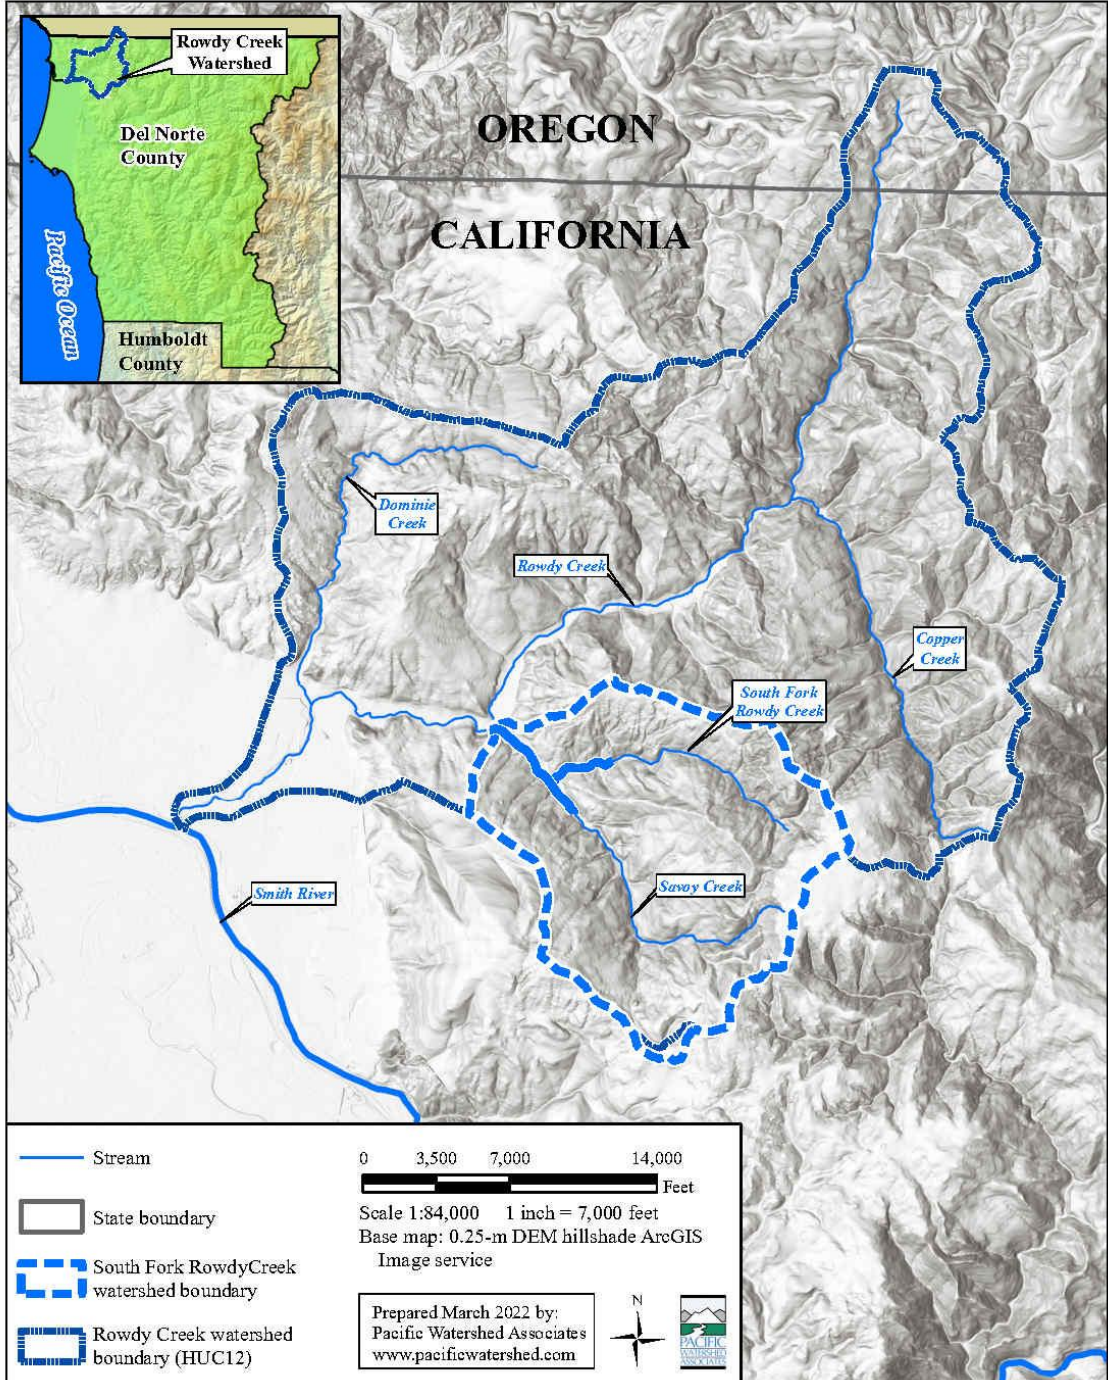 Rowdy Creek
Watershed
Del Norte
County
Pacific Ocean
Humboldt
County
OREGON
CALIFORNIA
Dominie
Creek
Rowdy Creek
Copper
Creek
South Fork
Rowdy Creek
Smith River
Savoy Creek
Stream
State boundary
South Fork RowdyCreek
watershed boundary
Rowdy Creek watershed
boundary (HUC12)
0 3,500 7,000 14,000
Feet
Scale 1:84,000 1 inch = 7,000 feet
Base map: 0.25-m DEM hillshade ArcGIS
Image service
Prepared March 2022 by:
Pacific Watershed Associates
www.pacificwatershed.com
N
PACIFIC
WATERSHED
ASSOCIATES